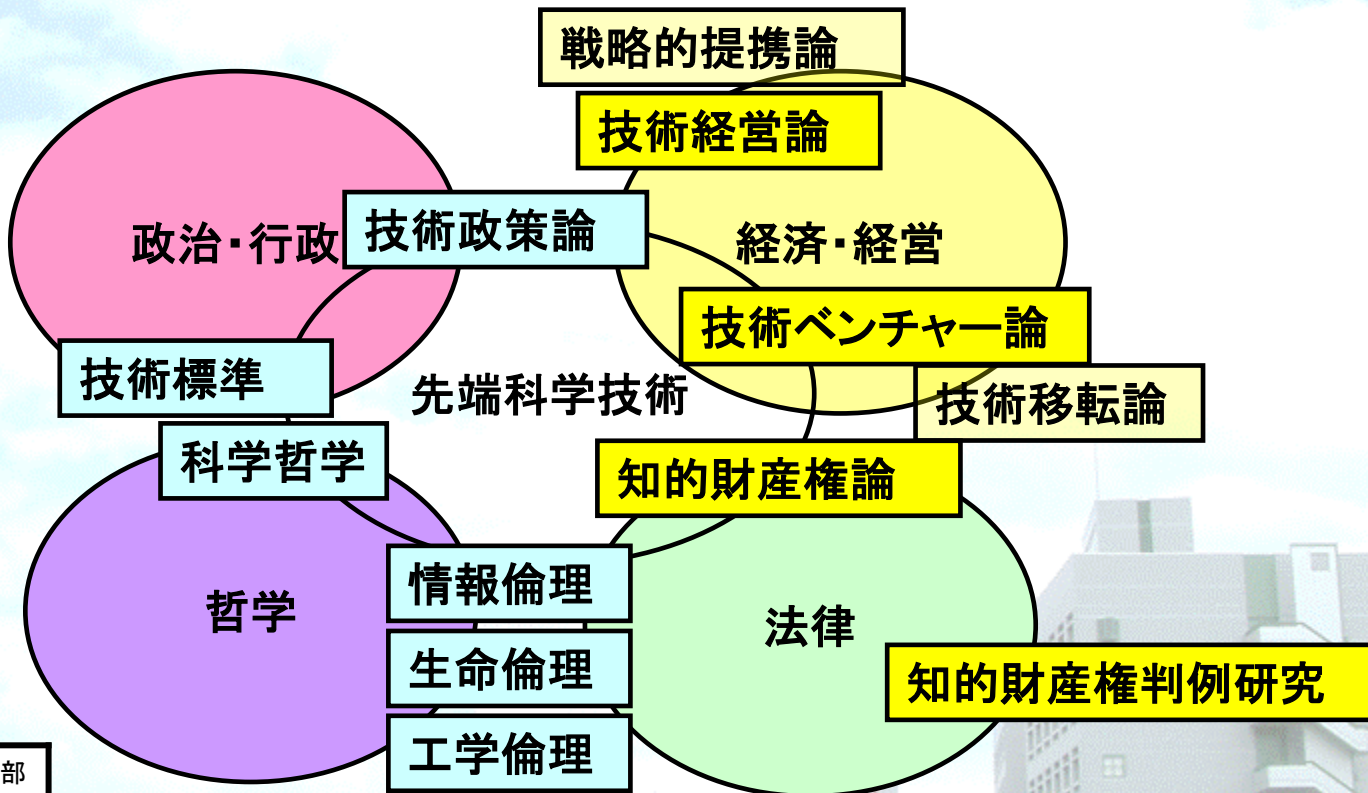 戦略的提携論
技術経営論
政治・行政
技術政策論
経済・経営
技術ベンチャー論
技術標準
先端科学技術
技術移転論
科学哲学
知的財産権論
情報倫理
哲学
法律
生命倫理
知的財産権判例研究
工学倫理
部